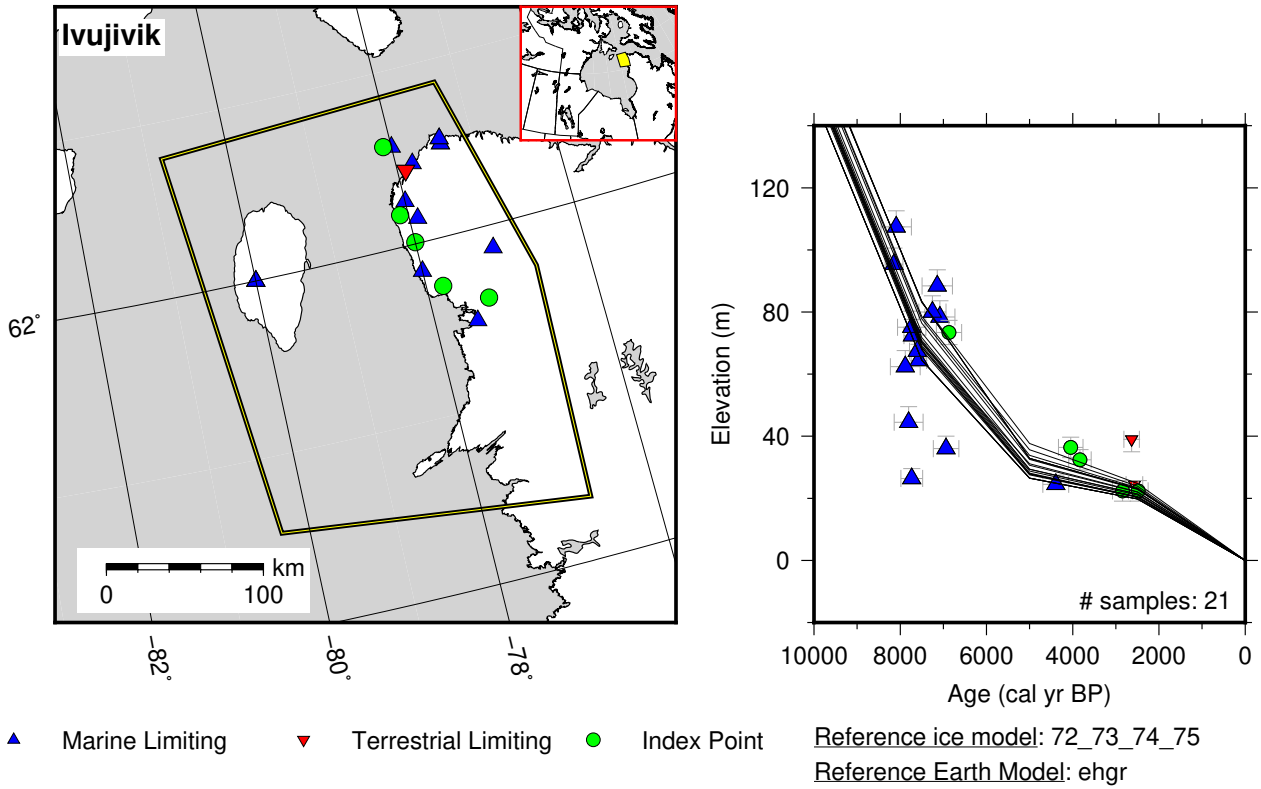 Ivujivik
62°
-82°
-80°
-78°
km
0 100
Elevation (m)
120
80
40
0
# samples: 21
10000 8000 6000 4000 2000 0
Age (cal yr BP)
Marine Limiting
Terrestrial Limiting
Index Point
Reference ice model: 72_73_74_75
Reference Earth Model: ehgr